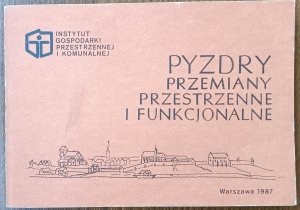 INSTYTUT
GOSPODARKI
PRZESTRZENNEJ
I KOMUNALNEJ
PYZDRY
PRZEMIANY
PRZESTRZENNE
I FUNKCJONALNE
Warszawa 1987